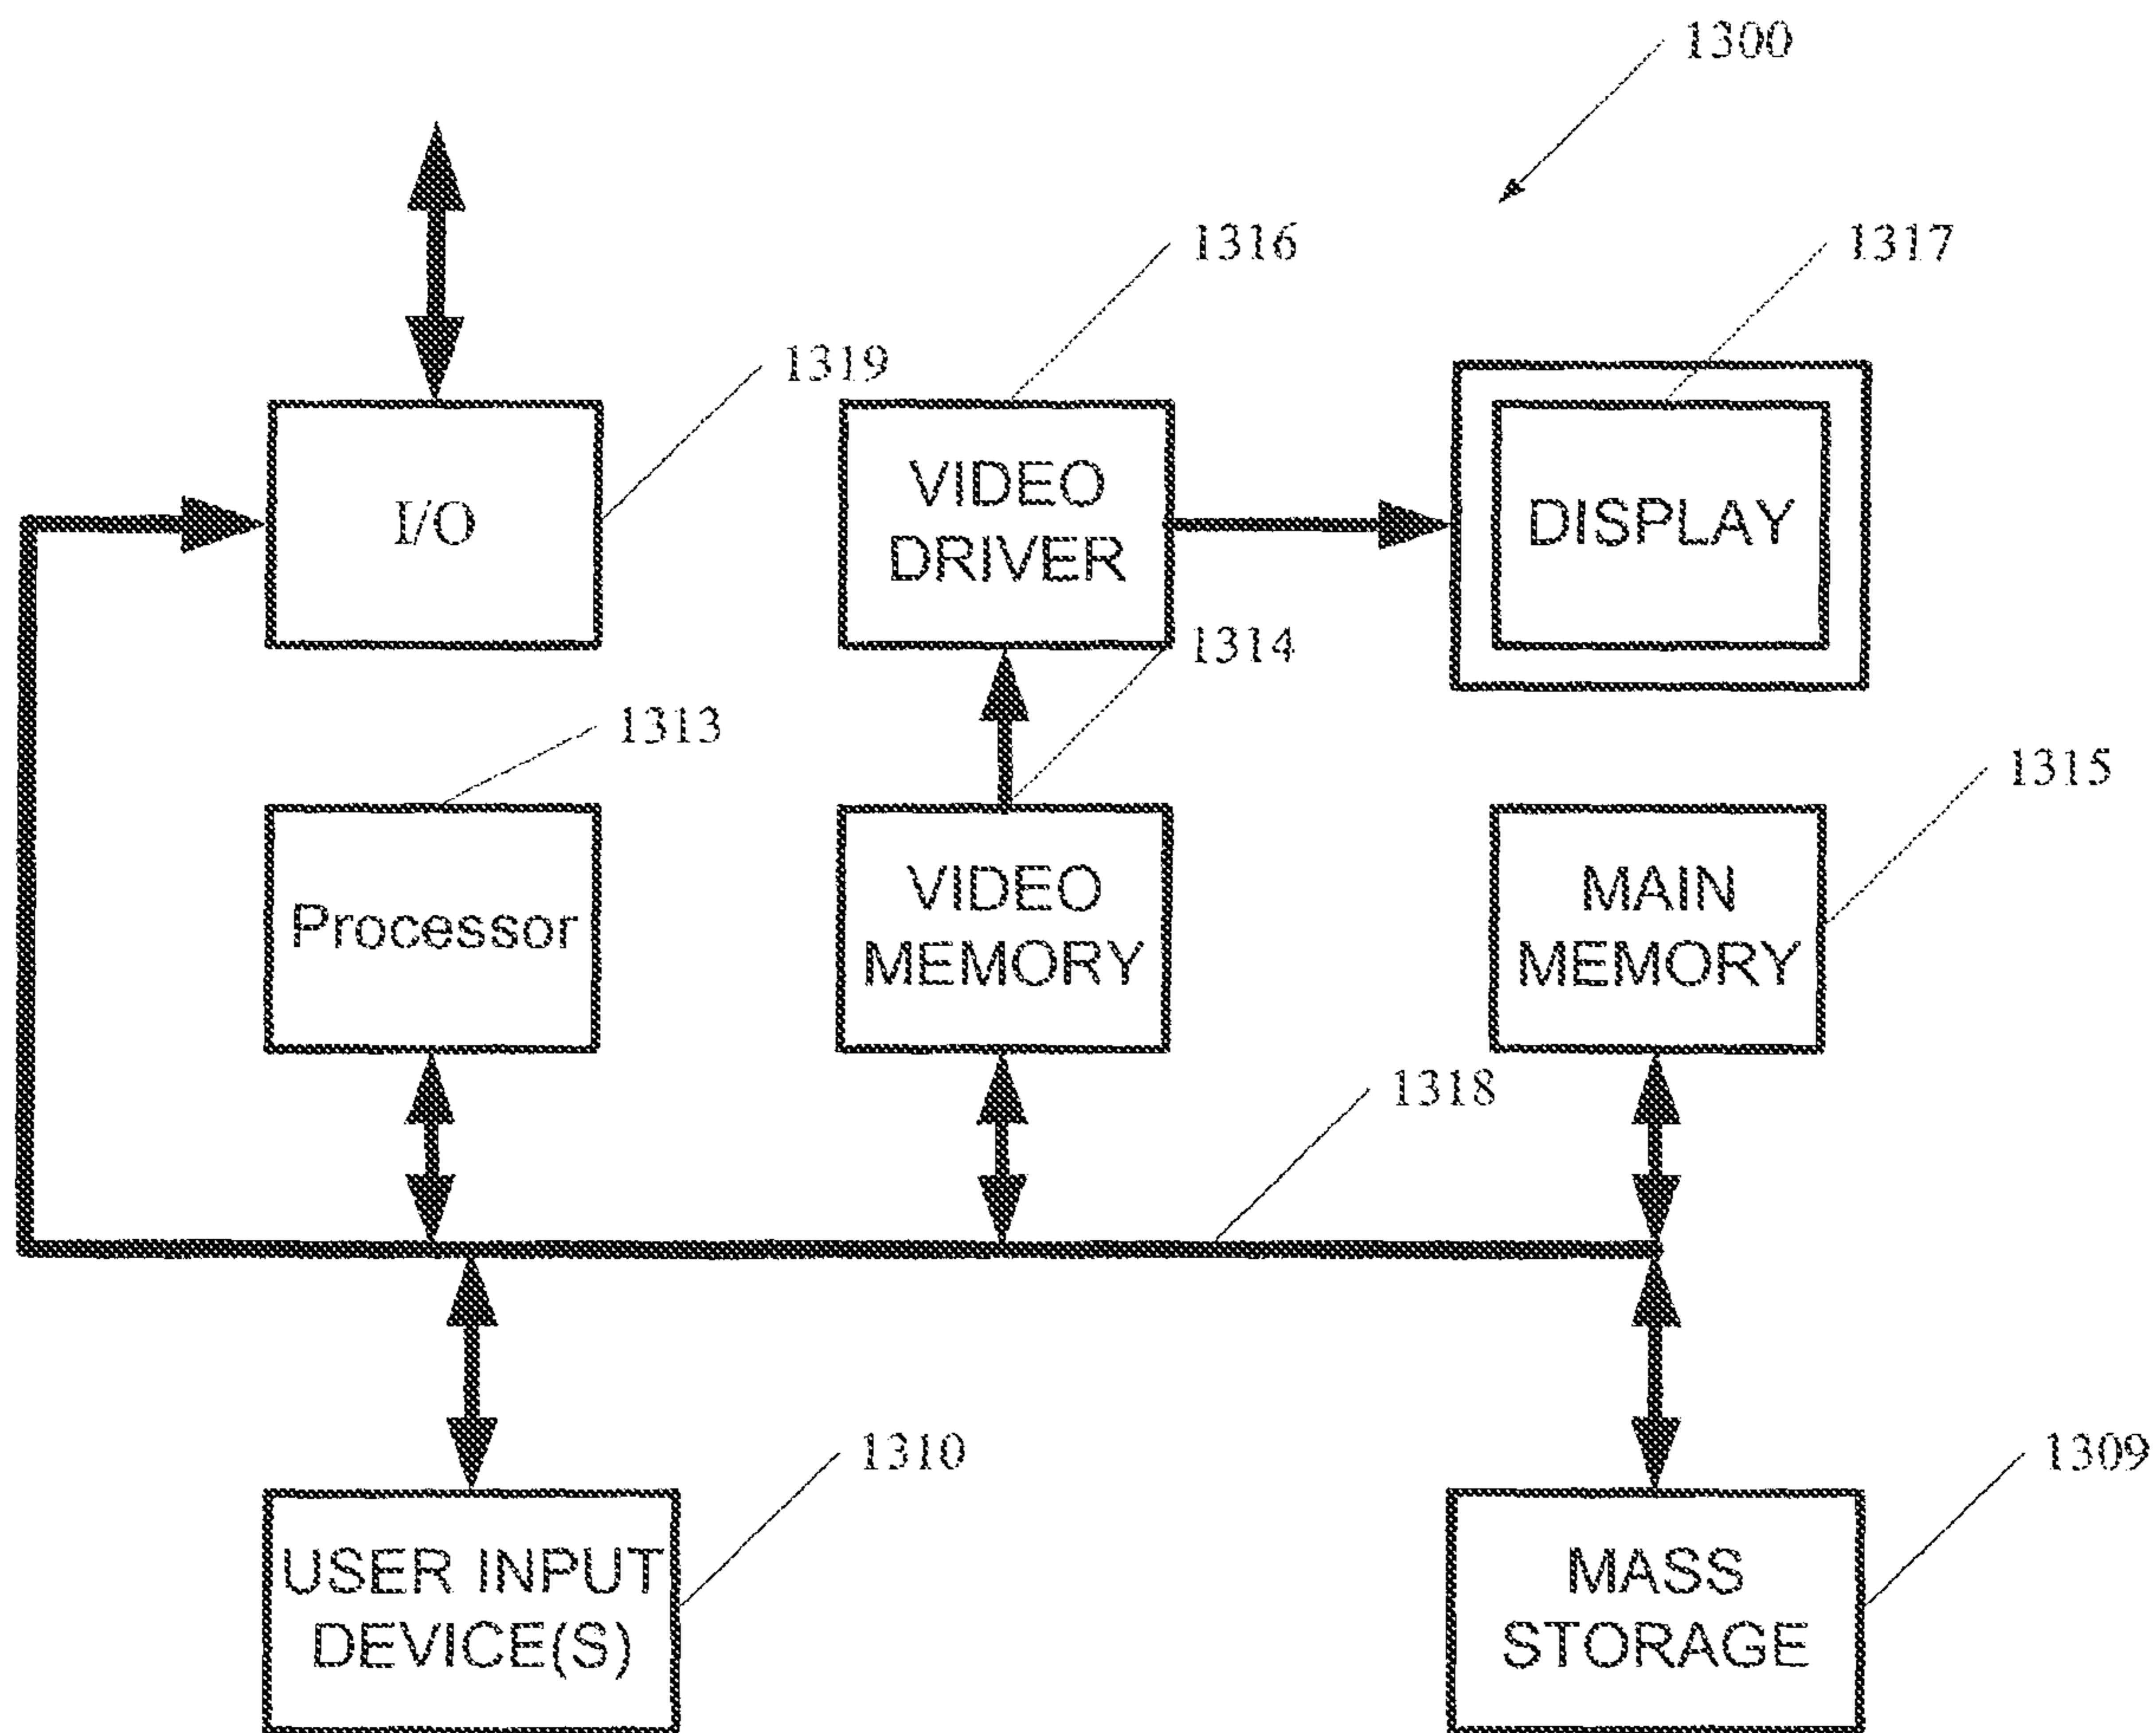 1300
1316
1317
1319
I/O
VIDEO
DRIVER
DISPLAY
1314
1313
1315
Processor
VIDEO
MEMORY
MAIN
MEMORY
1318
1310
1309
USER INPUT
DEVICE(S)
MASS
STORAGE